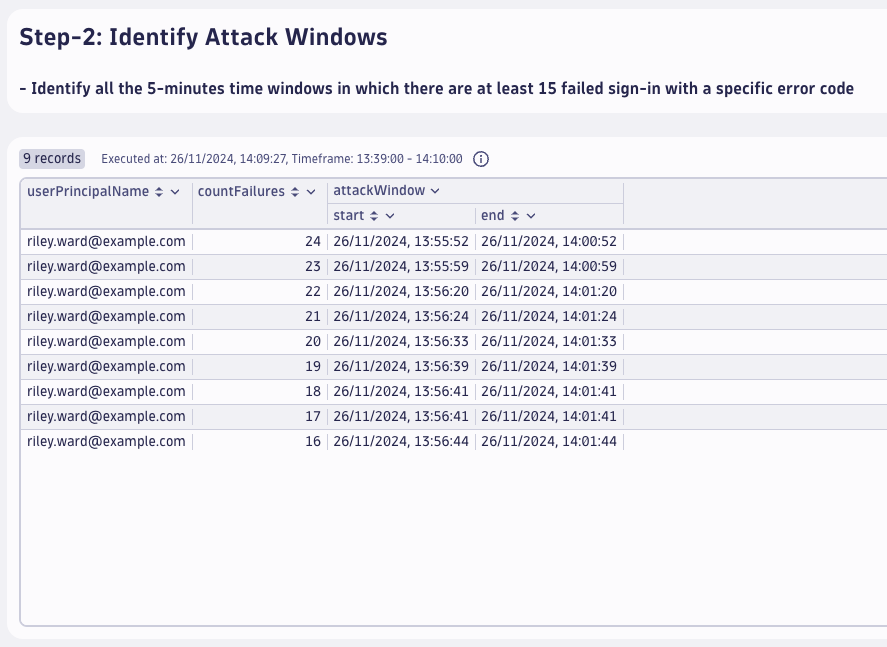 Step-2: Identify Attack Windows
- Identify all the 5-minutes time windows in which there are at least 15 failed sign-in with a specific error code
9 records Executed at: 26/11/2024, 14:09:27, Timeframe: 13:39:00 - 14:10:00
userPrincipalName countFailures attackWindow
start end
riley.ward@example.com 24 26/11/2024, 13:55:52 26/11/2024, 14:00:52
riley.ward@example.com 23 26/11/2024, 13:55:59 26/11/2024, 14:00:59
riley.ward@example.com 22 26/11/2024, 13:56:20 26/11/2024, 14:01:20
riley.ward@example.com 21 26/11/2024, 13:56:24 26/11/2024, 14:01:24
riley.ward@example.com 20 26/11/2024, 13:56:33 26/11/2024, 14:01:33
riley.ward@example.com 19 26/11/2024, 13:56:39 26/11/2024, 14:01:39
riley.ward@example.com 18 26/11/2024, 13:56:41 26/11/2024, 14:01:41
riley.ward@example.com 17 26/11/2024, 13:56:41 26/11/2024, 14:01:41
riley.ward@example.com 16 26/11/2024, 13:56:44 26/11/2024, 14:01:44